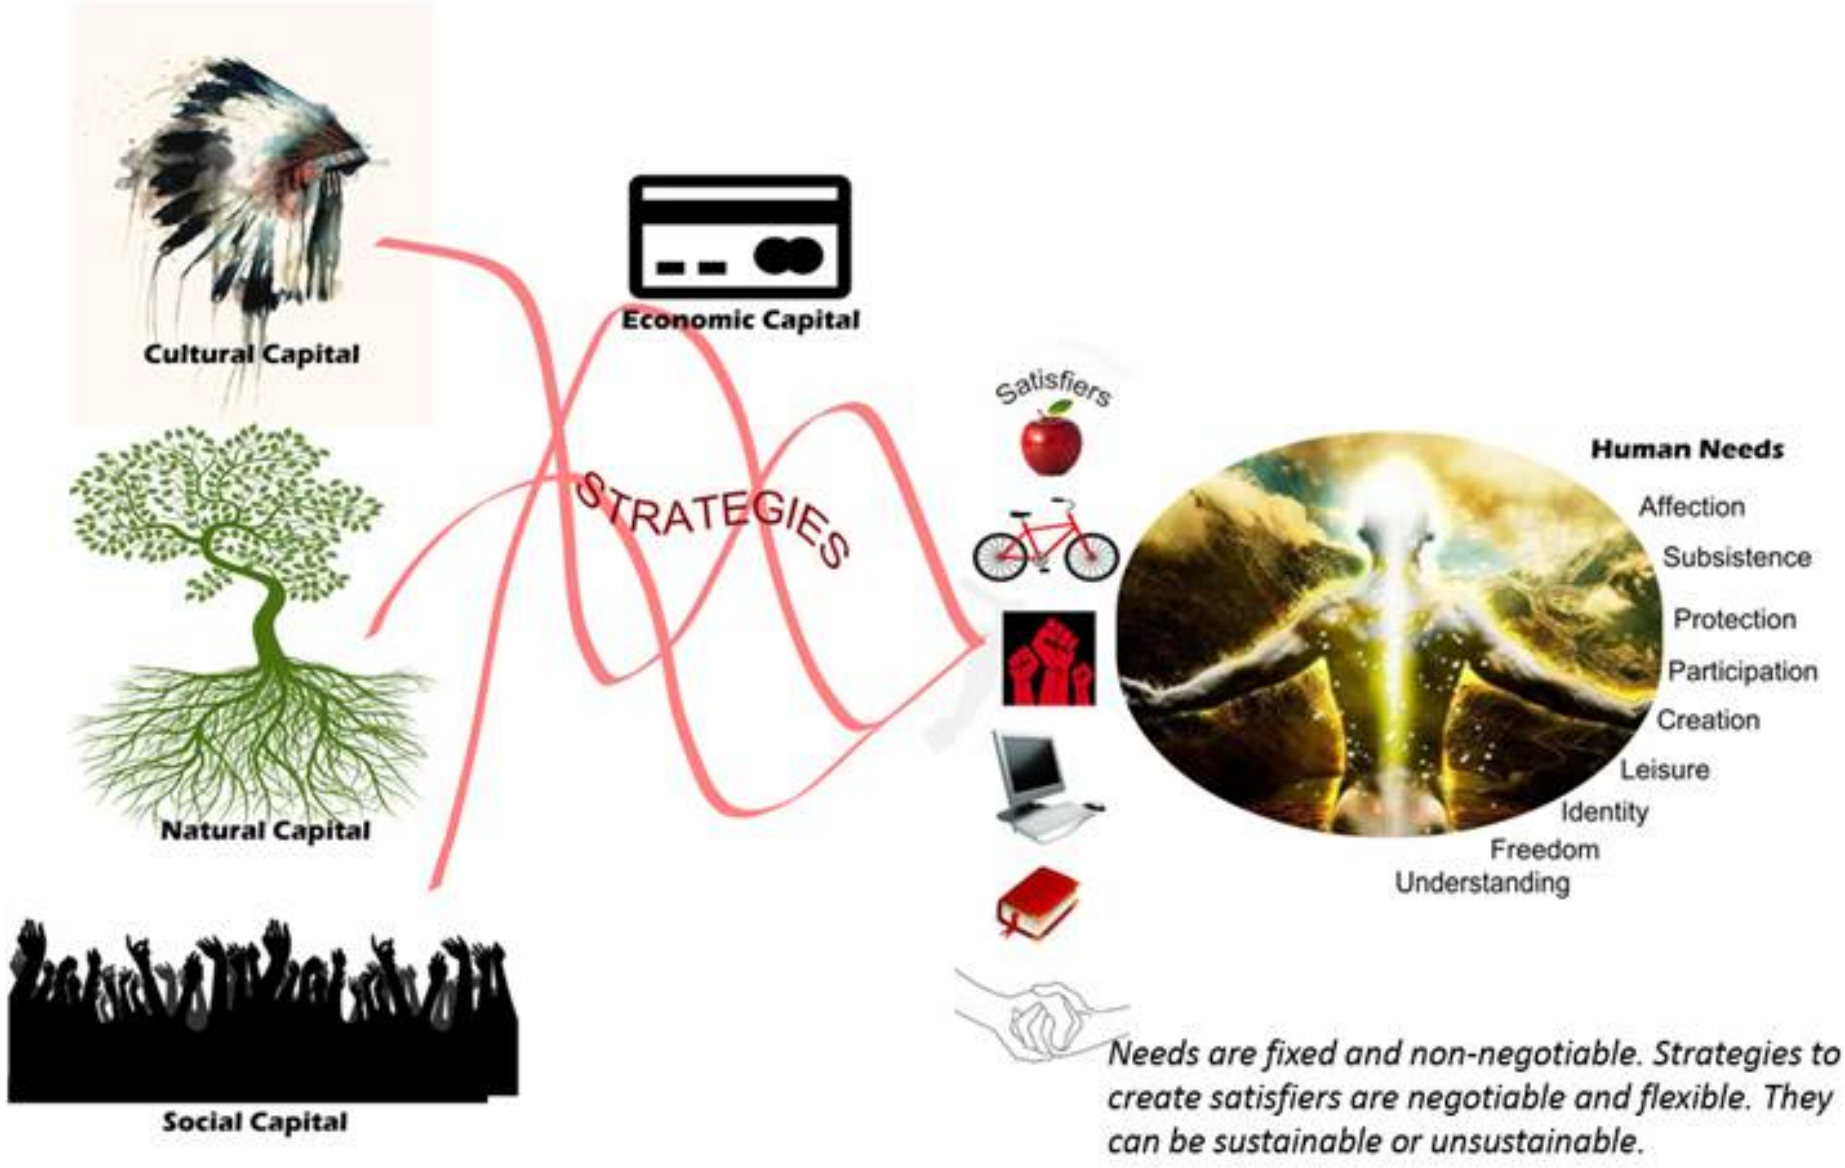 Cultural Capital
Economic Capital
Natural Capital
Social Capital
STRATEGIES
Satisfiers
Human Needs
Affection
Subsistence
Protection
Participation
Creation
Leisure
Identity
Freedom
Understanding
Needs are fixed and non-negotiable. Strategies to
create satisfiers are negotiable and flexible. They
can be sustainable or unsustainable.